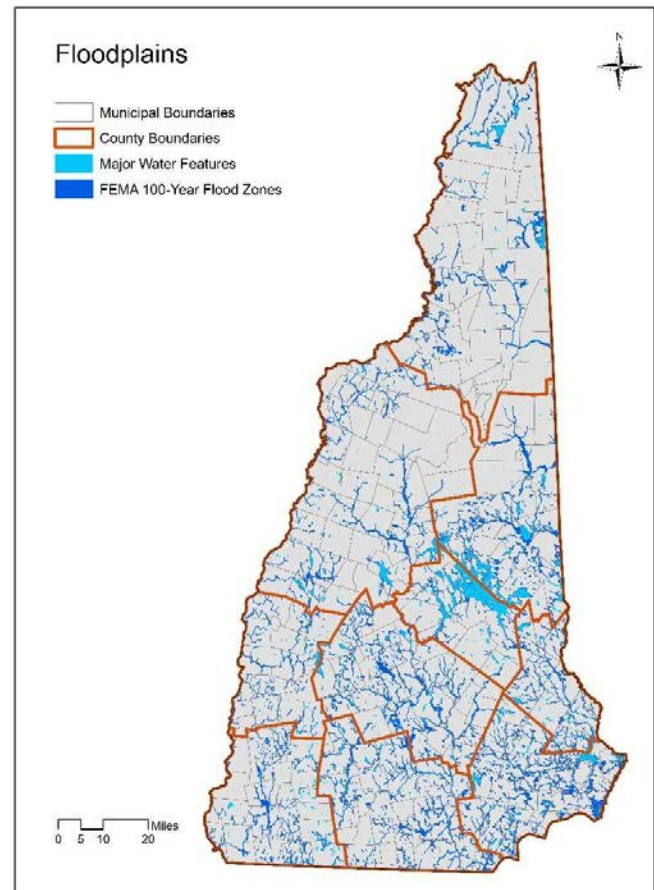 Floodplains
N
Municipal Boundaries
County Boundaries
Major Water Features
FEMA 100-Year Flood Zones
Miles
0 5 10 20